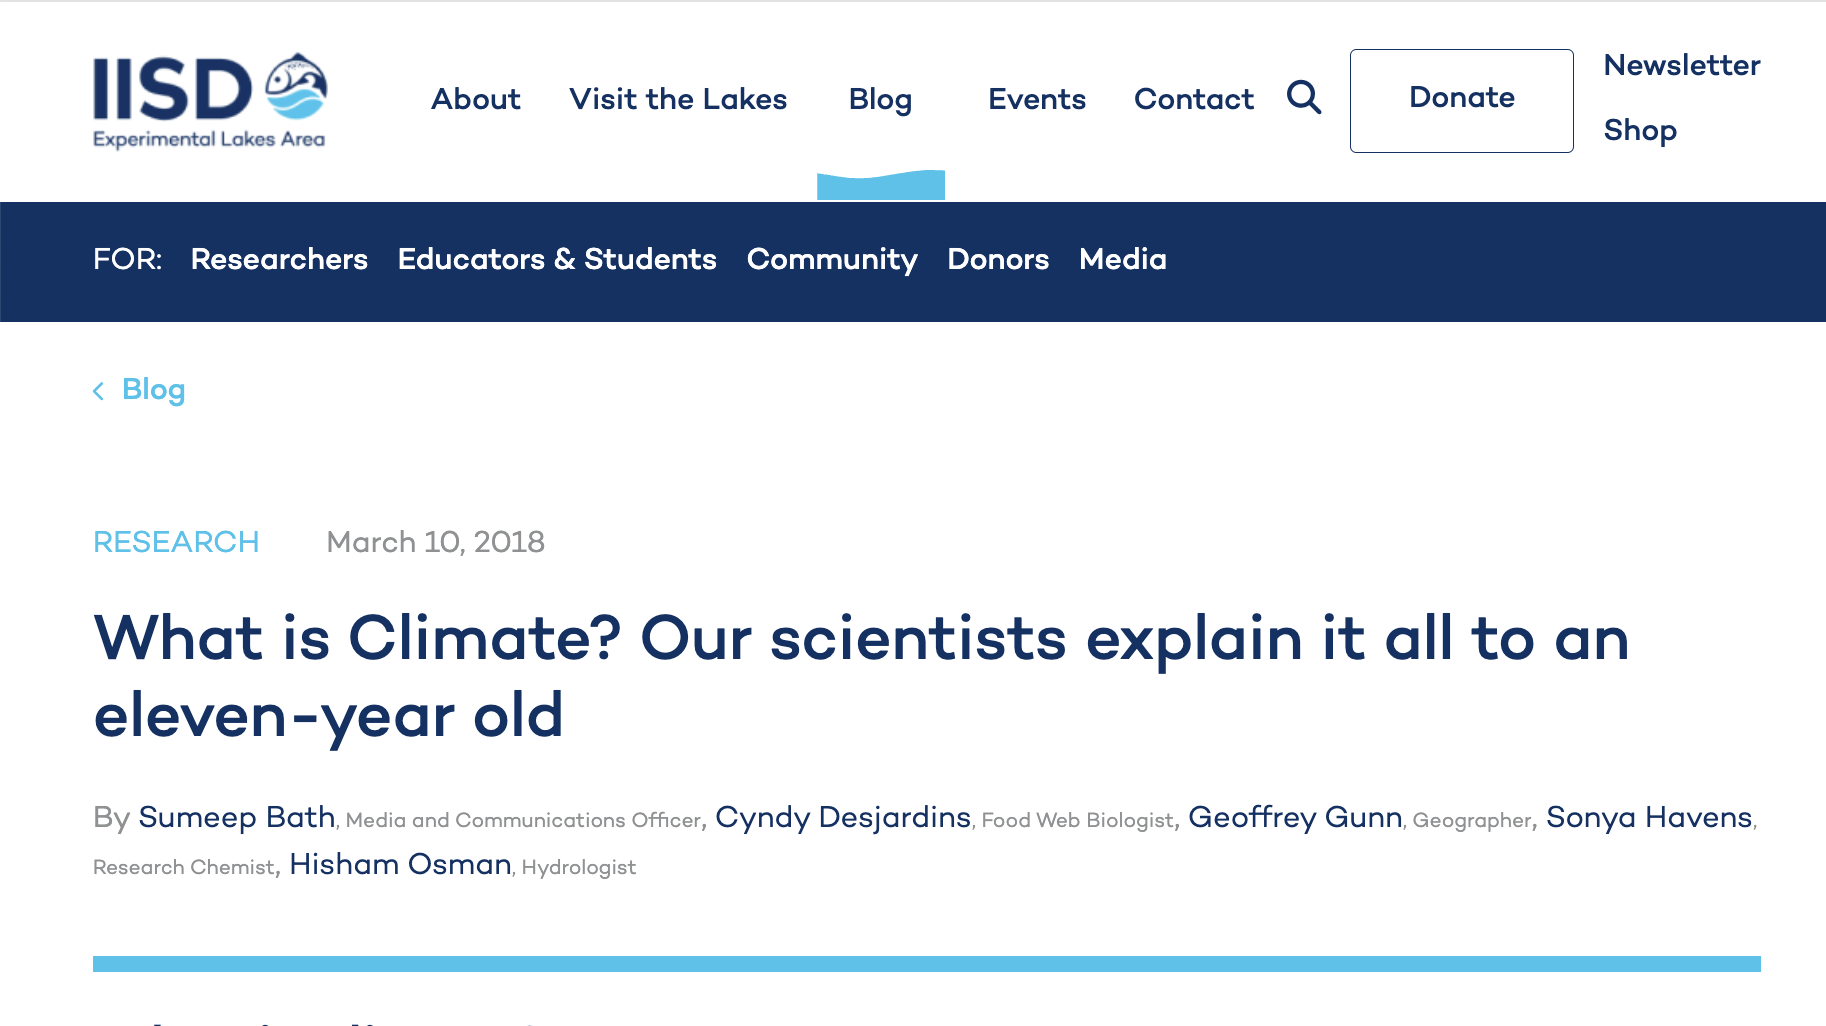 IISD
Experimental Lakes Area
About Visit the Lakes Blog Events Contact Donate
Newsletter
Shop
FOR: Researchers Educators & Students Community Donors Media
Blog
RESEARCH March 10, 2018
What is Climate? Our scientists explain it all to an
eleven-year old
By Sumeep Bath, Media and Communications Officer, Cyndy Desjardins, Food Web Biologist, Geoffrey Gunn, Geographer, Sonya Havens,
Research Chemist, Hisham Osman, Hydrologist